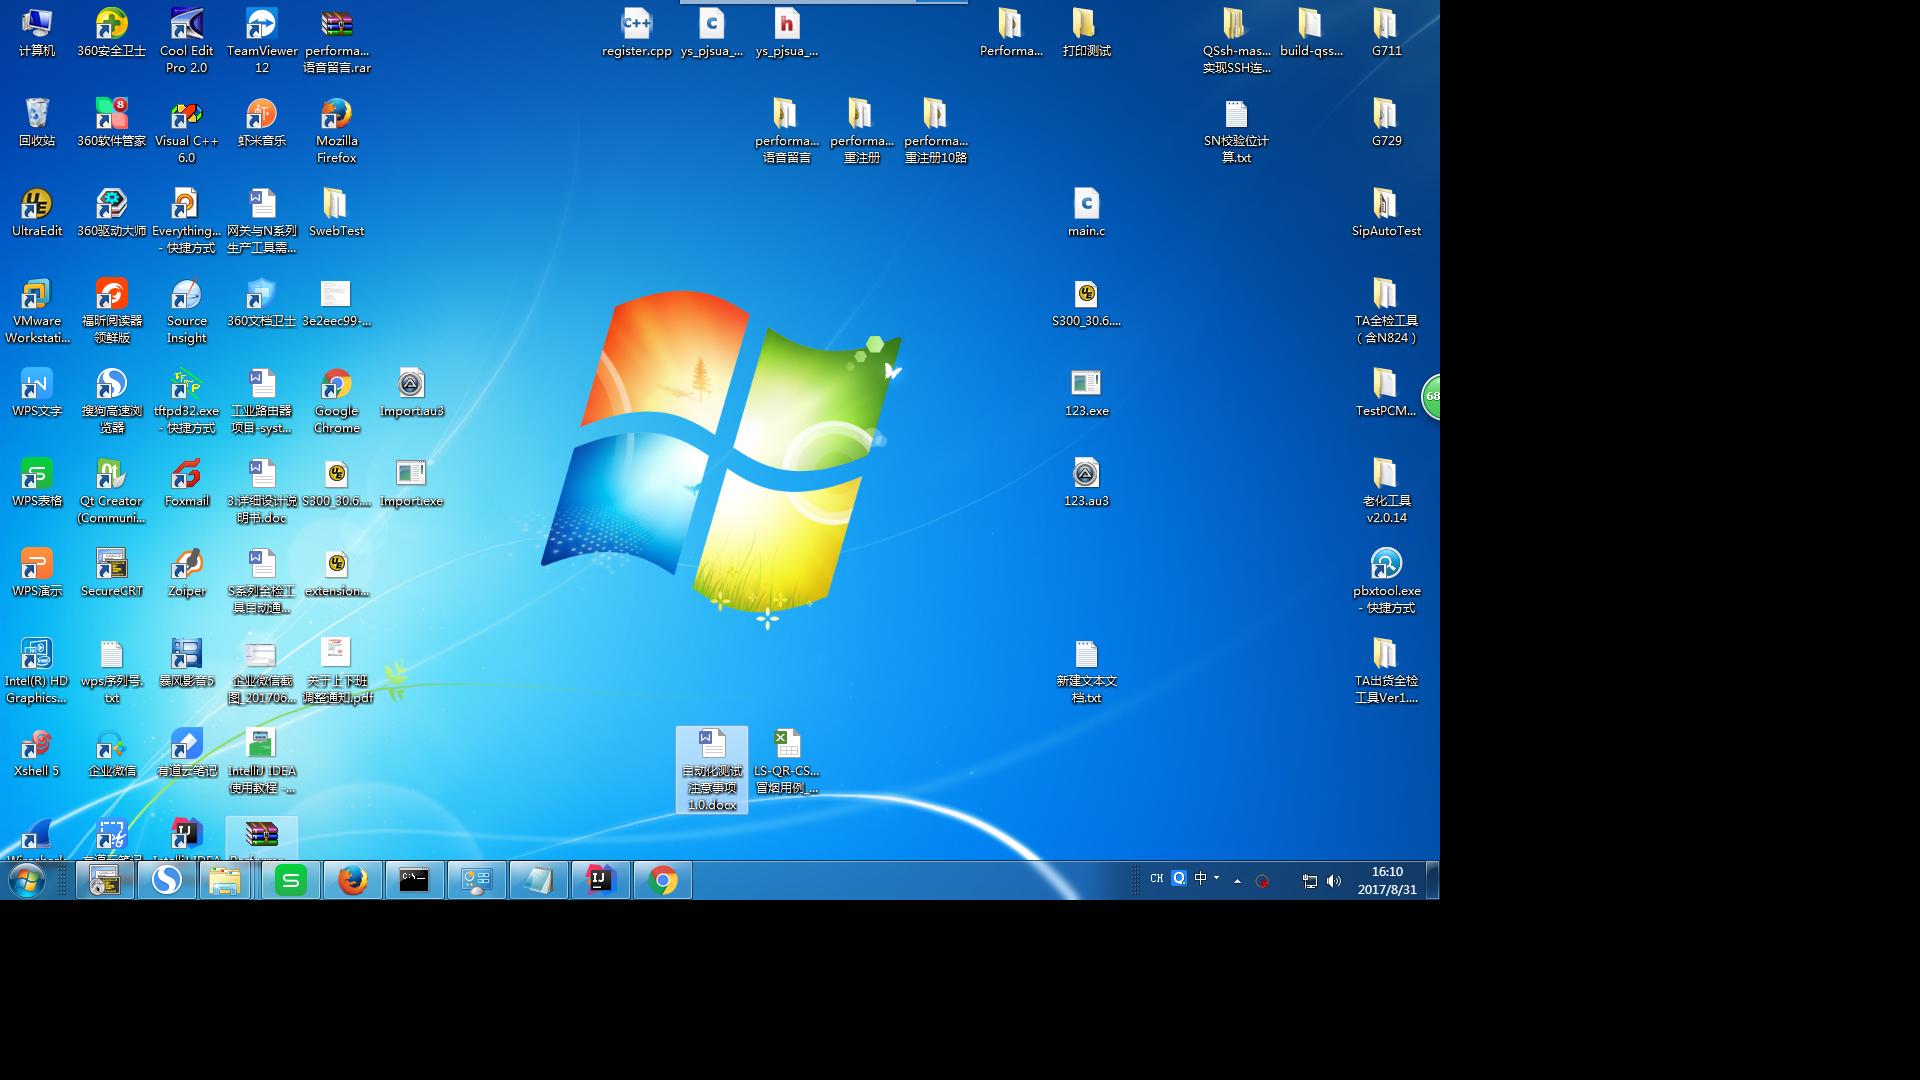 计算机
360安全卫士
Cool Edit
Pro 2.0
TeamViewer
12
performa...
语音留言.rar
register.cpp
ys_pjsua_...
ys_pjsua_...
Performa...
打印测试
QSsh-mas...
实现SSH连...
build-qss...
G711
回收站
8
360软件管家
Visual C++
6.0
虾米音乐
Mozilla
Firefox
performa...
语音留言
performa...
重注册
performa...
重注册10路
SN校验位计
算.txt
G729
UltraEdit
360驱动大师
Everything...
- 快捷方式
网关与N系列
生产工具需...
SwebTest
main.c
SipAutoTest
VMware
Workstati...
福昕阅读器
领鲜版
Source
Insight
360文档卫士
3e2eec99-...
S300_30.6....
TA全检工具
（含N824）
WPS文字
搜狗高速浏
览器
tftpd32.exe
- 快捷方式
工业路由器
项目-syst...
Google
Chrome
Import.au3
123.exe
TestPCM...
68
WPS表格
Qt Creator
(Communi...
Foxmail
3.详细设计说
明书.doc
S300_30.6....
Import.exe
123.au3
老化工具
v2.0.14
WPS演示
SecureCRT
Zoiper
S系列全检工
具自动通...
extension...
pbxtool.exe
- 快捷方式
Intel(R) HD
Graphics...
wps序列号.
txt
暴风影音5
企业微信截
图_201706...
关于上下班
调整通知.pdf
新建文本文
档.txt
TA出货全检
工具Ver1....
Xshell 5
企业微信
有道云笔记
IntelliJ IDEA
使用教程 -...
自动化测试
注意事项
1.0.docx
LS-QR-CS...
冒烟用例_...
Wireshark
有道云笔记
IntelliJ IDEA
CH
中
16:10
2017/8/31